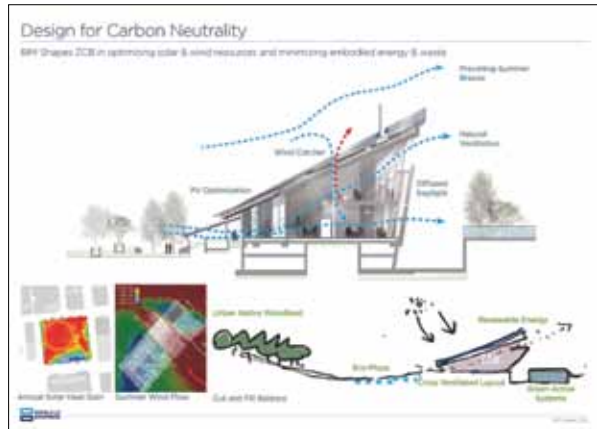 Design for Carbon Neutrality
BIM Shapes ZCB in optimizing solar & wind resources and minimizing embodied energy & waste
Prevailing Summer
Breeze
Wind Catcher
Natural
Ventilation
PV Optimization
Diffused
Daylight
Urban Native Woodland
Renewable Energy
Eco-Plaza
Cross Ventilated Layout
Green Active
Systems
Annual Solar Heat Gain
Summer Wind Flow
Cut and Fill Balance